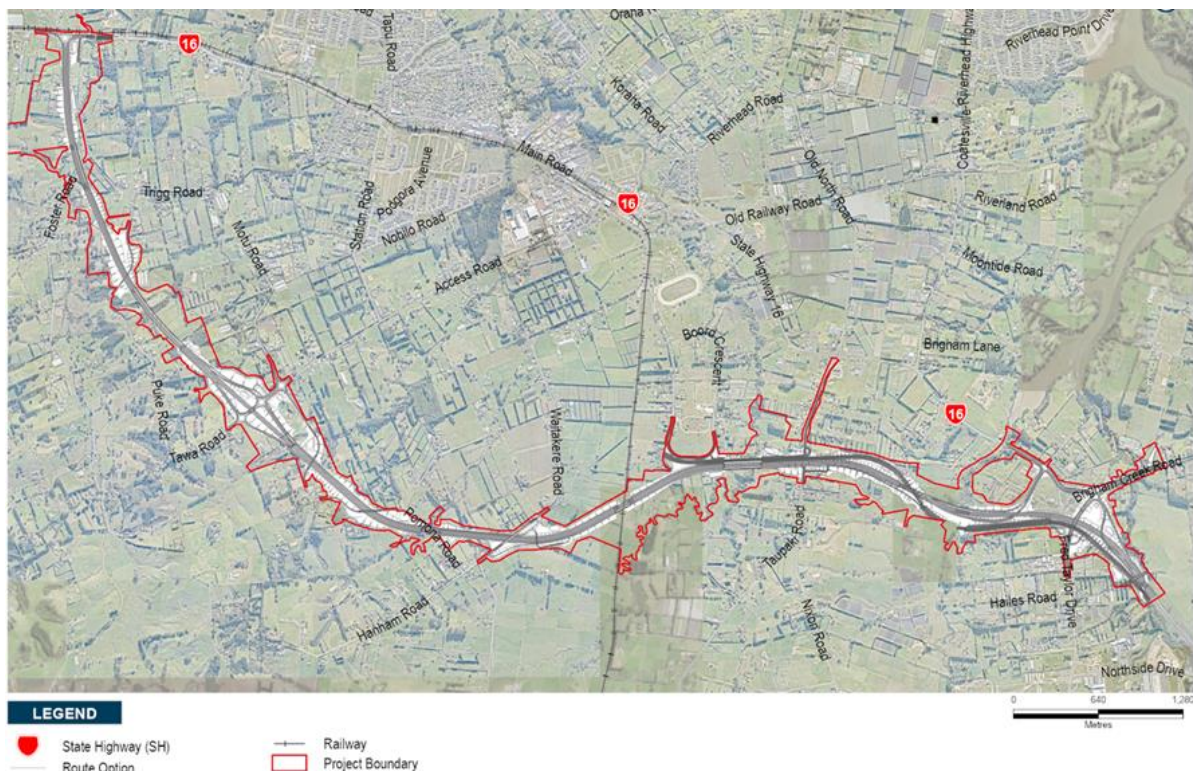 16
Tapu Road
Oraha R
Riverhead Point Drive
Coatesville-Riverhead Highway
Koraha Road
Riverhead Road
Main Road
Old North Road
Trigg Road
Foster Road
Station Road
Podgora Avenue
Nobilo Road
16
Old Railway Road
Riverland Road
Motu Road
Access Road
State Highway 16
Moontide Road
Boord Crescent
Brigham Lane
Puke Road
Tawa Road
Waitakere Road
16
Brigham Creek Road
Pomona Road
Taupaki Road
Fred Taylor Drive
Hanham Road
Nixon Road
Hailes Road
Northside Drive
LEGEND
0 640 1,280
Metres
State Highway (SH)
Railway
Route Option
Project Boundary